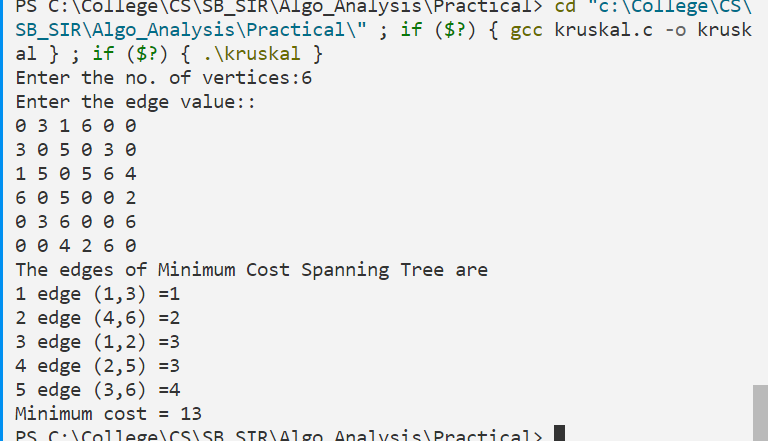 PS C:\College\CS\SB_SIR\Algo_Analysis\Practical> cd "c:\College\CS\
SB_SIR\Algo_Analysis\Practical\" ; if ($?) { gcc kruskal.c -o krusk
al } ; if ($?) { .\kruskal }
Enter the no. of vertices:6
Enter the edge value::
0 3 1 6 0 0
3 0 5 0 3 0
1 5 0 5 6 4
6 0 5 0 0 2
0 3 6 0 0 6
0 0 4 2 6 0
The edges of Minimum Cost Spanning Tree are
1 edge (1,3) =1
2 edge (4,6) =2
3 edge (1,2) =3
4 edge (2,5) =3
5 edge (3,6) =4
Minimum cost = 13
PS C:\College\CS\SB_SIR\Algo_Analysis\Practical>